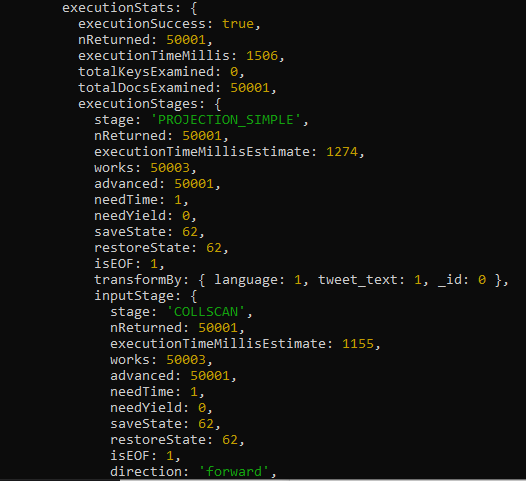 executionStats: {
executionSuccess: true,
nReturned: 50001,
executionTimeMillis: 1506,
totalKeysExamined: 0,
totalDocsExamined: 50001,
executionStages: {
stage: 'PROJECTION_SIMPLE',
nReturned: 50001,
executionTimeMillisEstimate: 1274,
works: 50003,
advanced: 50001,
needTime: 1,
needYield: 0,
saveState: 62,
restoreState: 62,
isEOF: 1,
transformBy: { language: 1, tweet_text: 1, _id: 0 },
inputStage: {
stage: 'COLLSCAN',
nReturned: 50001,
executionTimeMillisEstimate: 1155,
works: 50003,
advanced: 50001,
needTime: 1,
needYield: 0,
saveState: 62,
restoreState: 62,
isEOF: 1,
direction: 'forward',